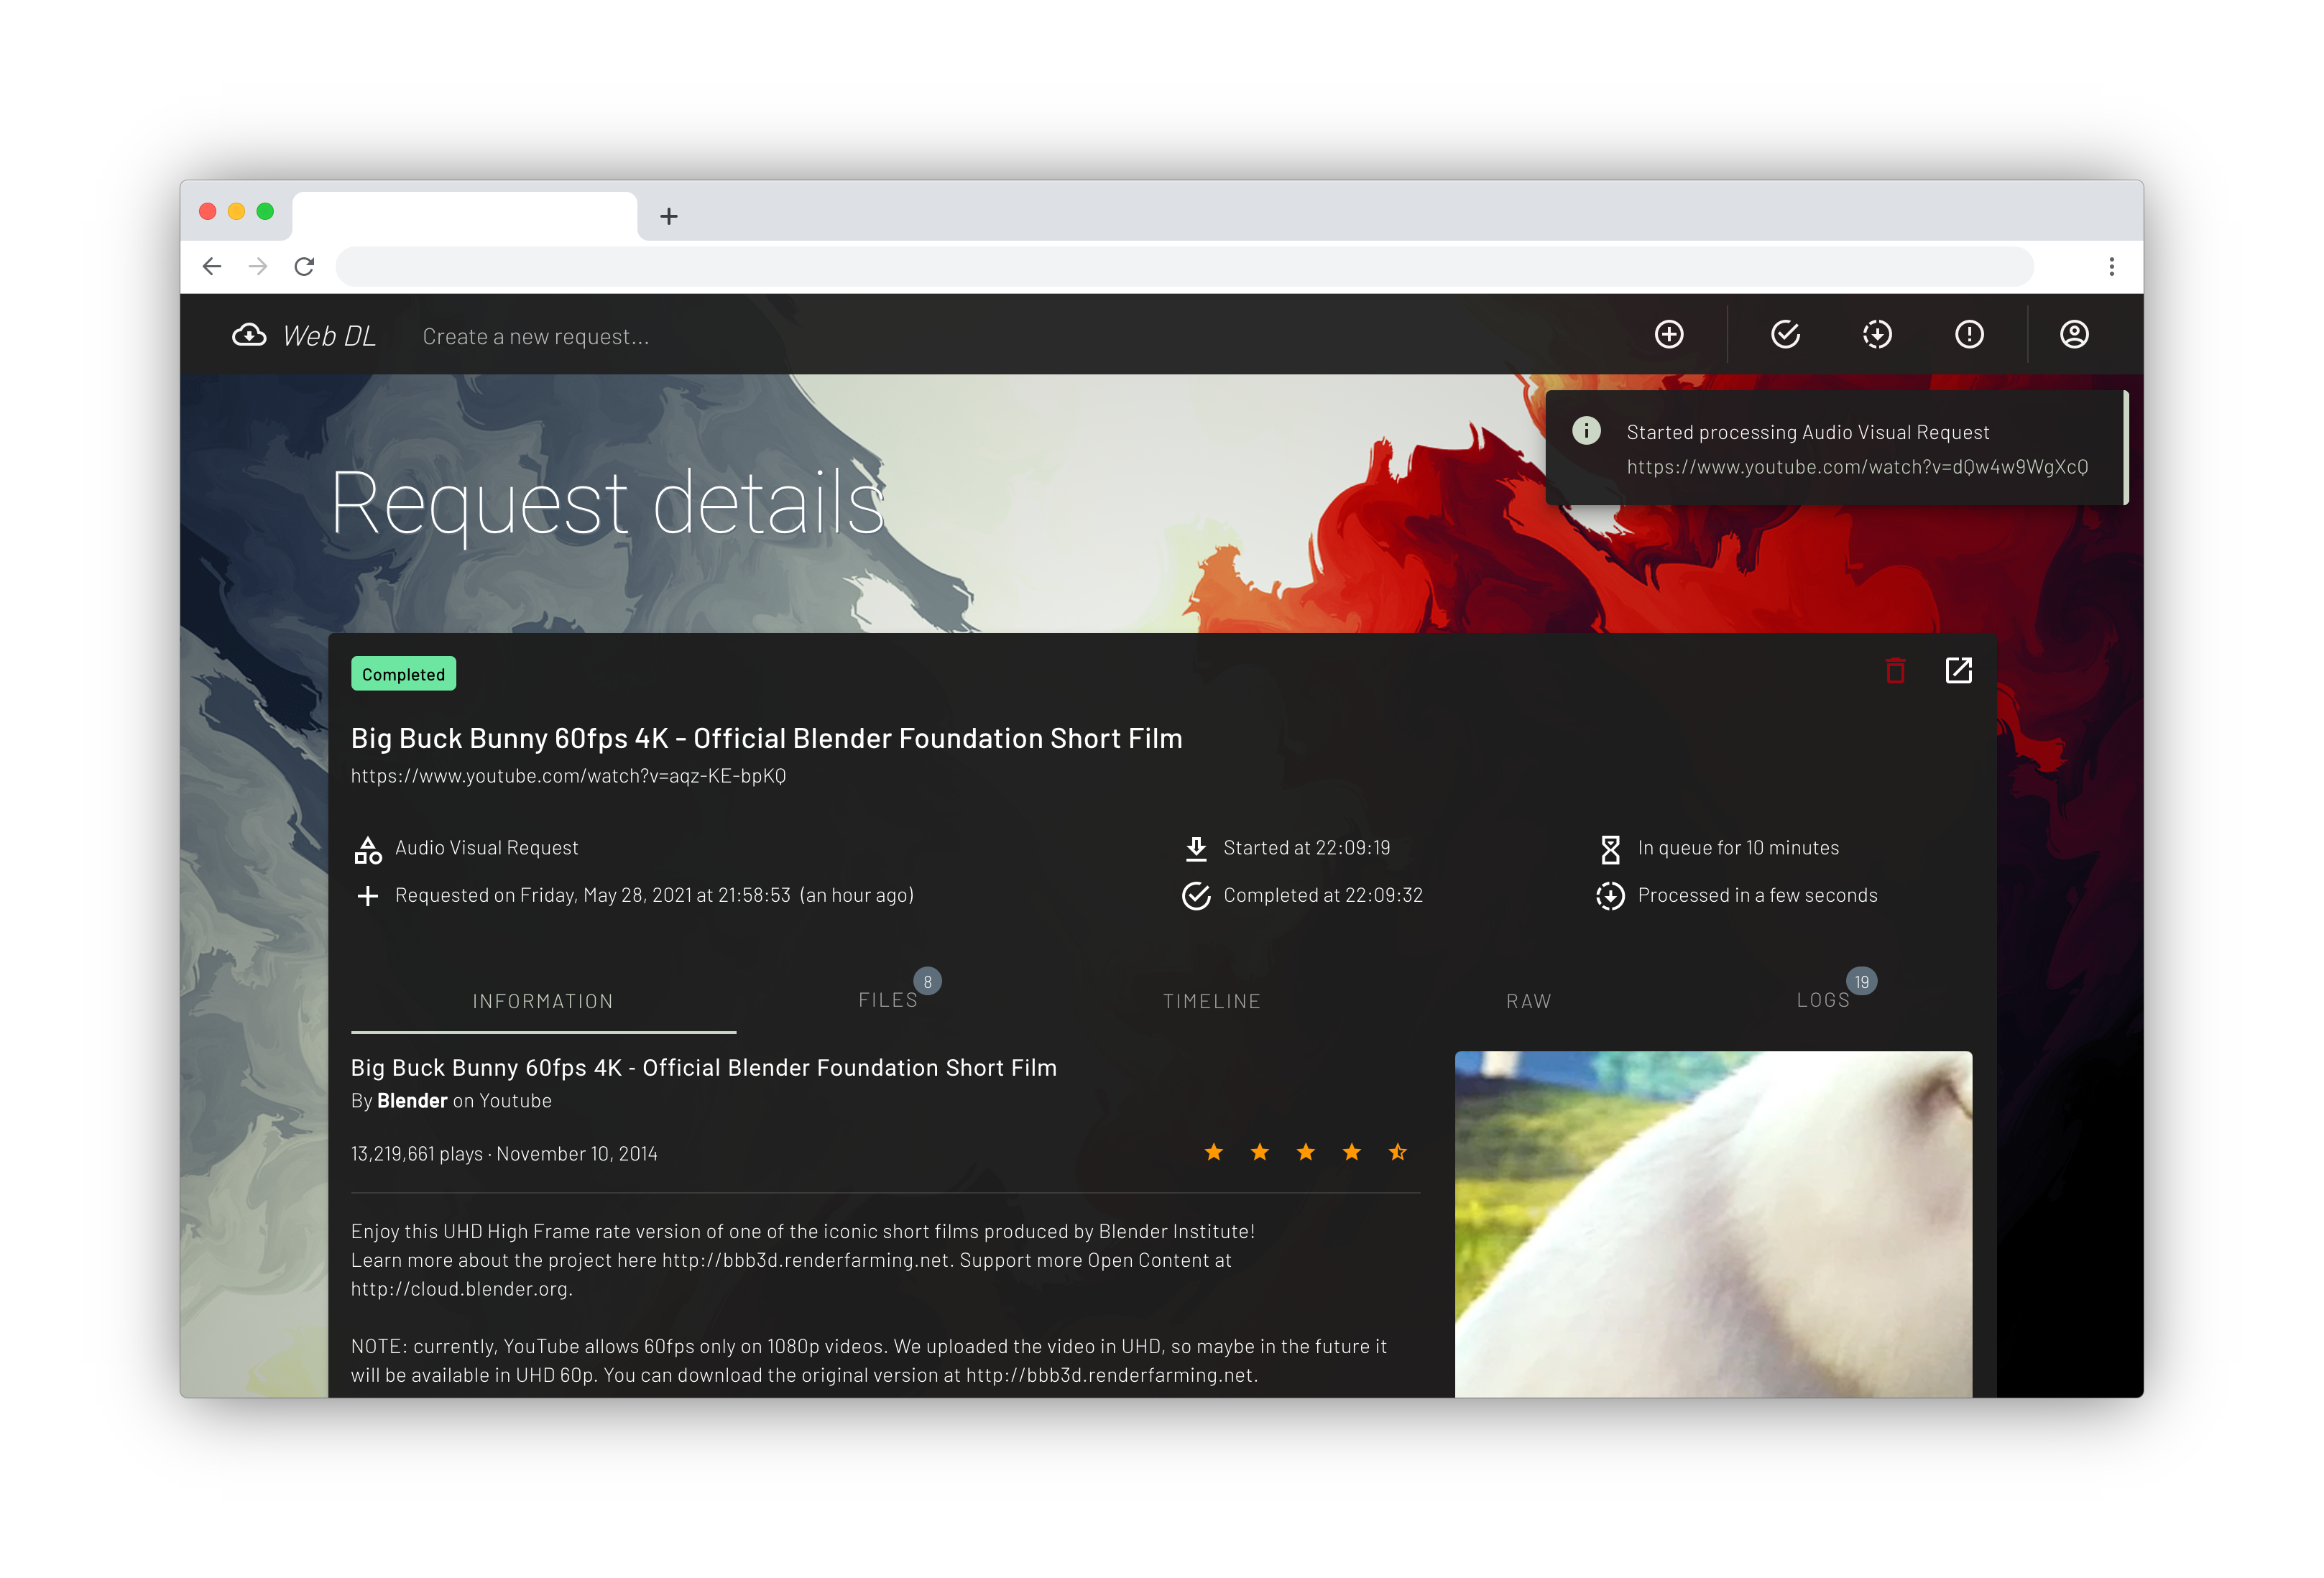 Web DL
Create a new request...
Started processing Audio Visual Request
https://www.youtube.com/watch?v=dQw4w9WgXcQ
Request details
Completed
Big Buck Bunny 60fps 4K - Official Blender Foundation Short Film
https://www.youtube.com/watch?v=aqz-KE-bpKQ
Audio Visual Request
Started at 22:09:19
In queue for 10 minutes
Requested on Friday, May 28, 2021 at 21:58:53 (an hour ago)
Completed at 22:09:32
Processed in a few seconds
INFORMATION
FILES 8
TIMELINE
RAW
LOGS 19
Big Buck Bunny 60fps 4K - Official Blender Foundation Short Film
By Blender on Youtube
13,219,661 plays · November 10, 2014
Enjoy this UHD High Frame rate version of one of the iconic short films produced by Blender Institute!
Learn more about the project here http://bbb3d.renderfarming.net. Support more Open Content at
http://cloud.blender.org.
NOTE: currently, YouTube allows 60fps only on 1080p videos. We uploaded the video in UHD, so maybe in the future it
will be available in UHD 60p. You can download the original version at http://bbb3d.renderfarming.net.